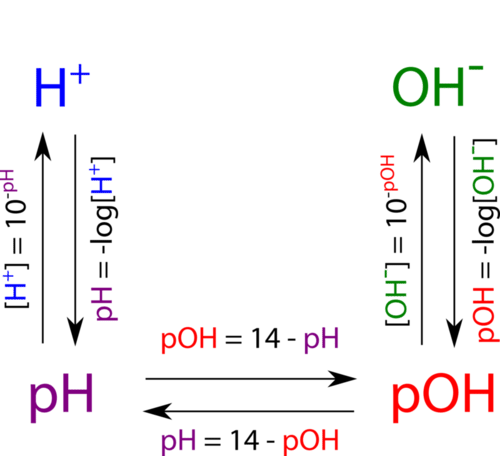 H⁺
OH⁻
[H⁺] = 10⁻ᵖᴴ
pH = -log[H⁺]
[OH⁻] = 10⁻ᵖᴼᴴ
pOH = -log[OH⁻]
pOH = 14 - pH
pH
pOH
pH = 14 - pOH